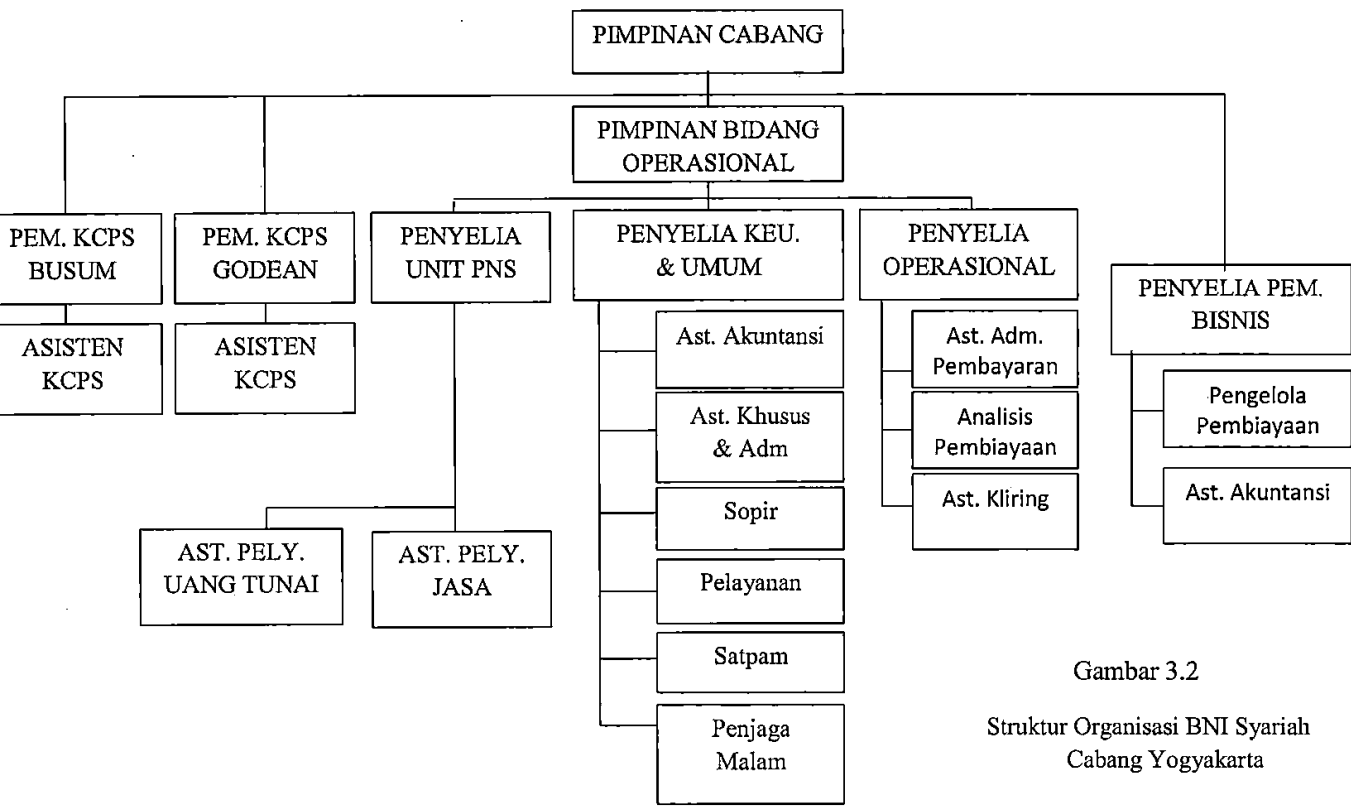 PIMPINAN CABANG
PIMPINAN BIDANG
OPERASIONAL
PEM. KCPS
BUSUM
PEM. KCPS
GODEAN
PENYELIA
UNIT PNS
PENYELIA KEU.
& UMUM
PENYELIA
OPERASIONAL
PENYELIA PEM.
BISNIS
ASISTEN
KCPS
ASISTEN
KCPS
AST. PELY.
UANG TUNAI
AST. PELY.
JASA
Ast. Akuntansi
Ast. Khusus
& Adm
Sopir
Pelayanan
Satpam
Penjaga
Malam
Ast. Adm.
Pembayaran
Analisis
Pembiayaan
Ast. Kliring
Pengelola
Pembiayaan
Ast. Akuntansi
Gambar 3.2
Struktur Organisasi BNI Syariah
Cabang Yogyakarta